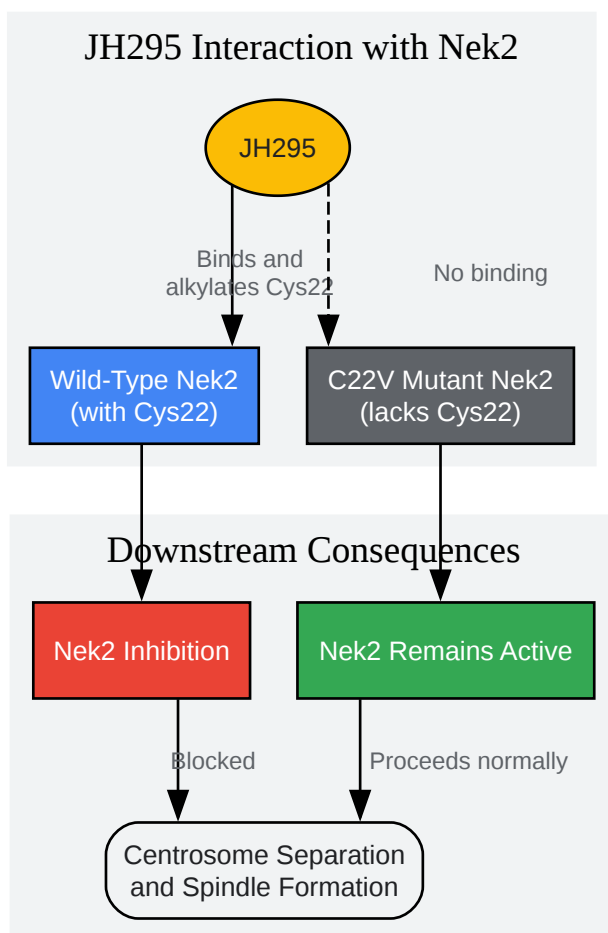 JH295 Interaction with Nek2
JH295
Binds and
alkylates Cys22
No binding
Wild-Type Nek2
(with Cys22)
C22V Mutant Nek2
(lacks Cys22)
Downstream Consequences
Nek2 Inhibition
Nek2 Remains Active
Blocked
Proceeds normally
Centrosome Separation
and Spindle Formation